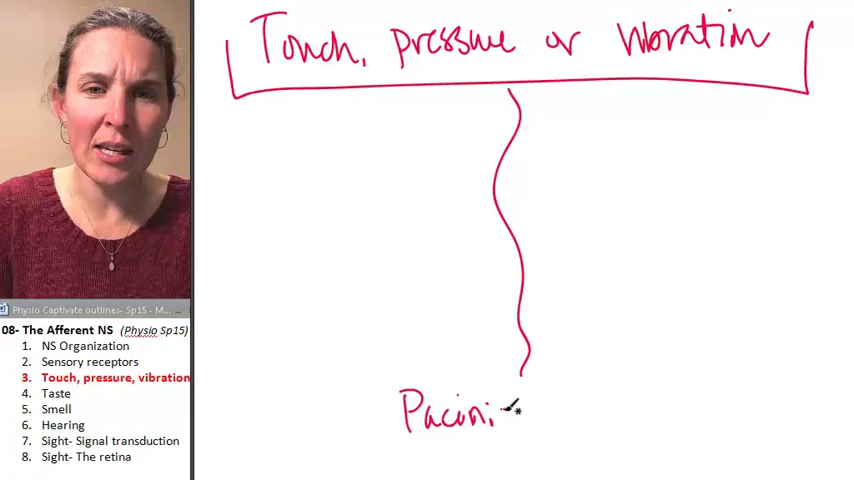 Touch, pressure or vibration
Pacini
Physio Captivate outlines- Sp15 - M...
08- The Afferent NS (Physio Sp15)
1. NS Organization
2. Sensory receptors
3. Touch, pressure, vibration
4. Taste
5. Smell
6. Hearing
7. Sight- Signal transduction
8. Sight- The retina